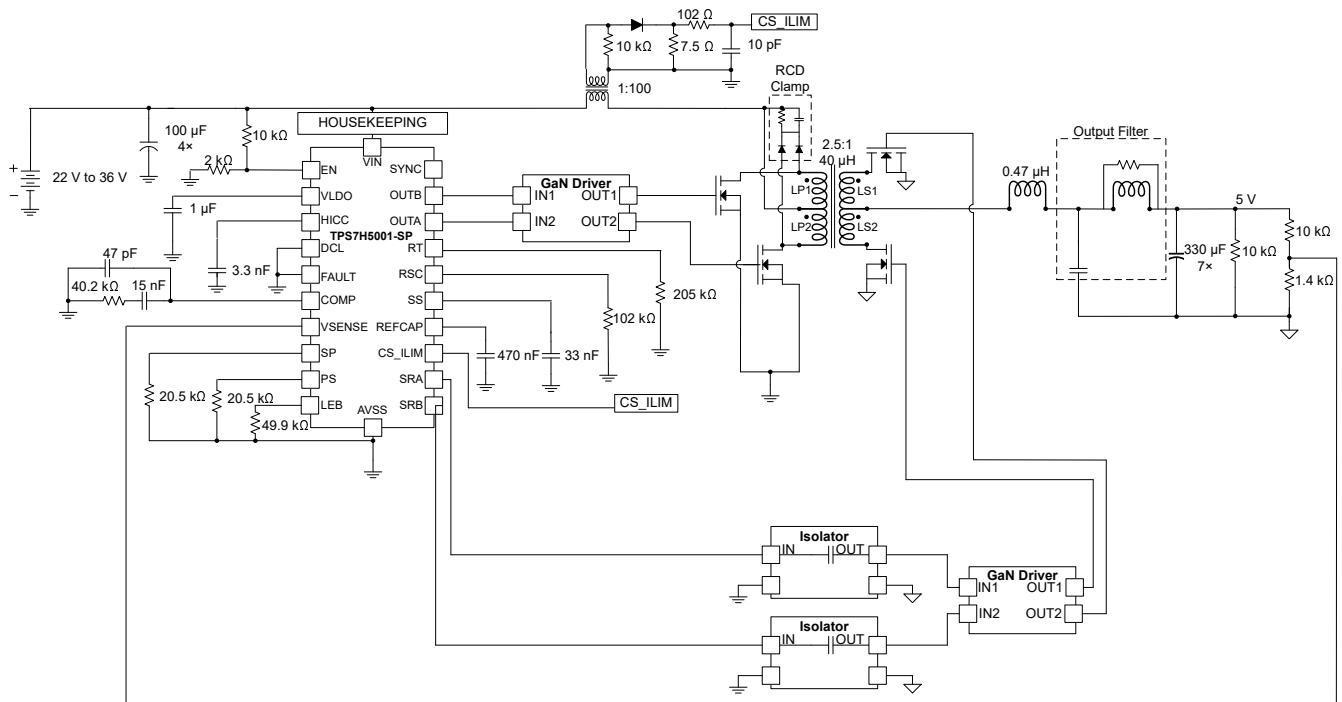 102 Ω
CS_ILIM
10 kΩ
7.5 Ω
10 pF
1:100
RCD
Clamp
HOUSEKEEPING
100 µF
4×
10 kΩ
2 kΩ
22 V to 36 V
+
-
1 µF
3.3 nF
47 pF
40.2 kΩ
15 nF
20.5 kΩ
20.5 kΩ
49.9 kΩ
VIN
EN
SYNC
VLDO
OUTB
HICC
OUTA
TPS7H5001-SP
DCL
RT
FAULT
RSC
COMP
SS
VSENSE
REFCAP
SP
CS_ILIM
PS
SRA
LEB
SRB
AVSS
GaN Driver
IN1
OUT1
IN2
OUT2
205 kΩ
102 kΩ
470 nF
33 nF
CS_ILIM
2.5:1
40 µH
LP1
LS1
LP2
LS2
0.47 µH
Output Filter
5 V
330 µF
7×
10 kΩ
10 kΩ
1.4 kΩ
Isolator
IN
OUT
Isolator
IN
OUT
GaN Driver
IN1
OUT1
IN2
OUT2